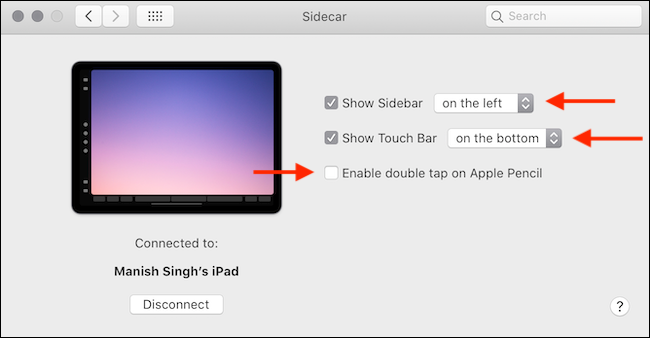 Sidecar
Search
Show Sidebar on the left
Show Touch Bar on the bottom
Enable double tap on Apple Pencil
Connected to:
Manish Singh's iPad
Disconnect
?